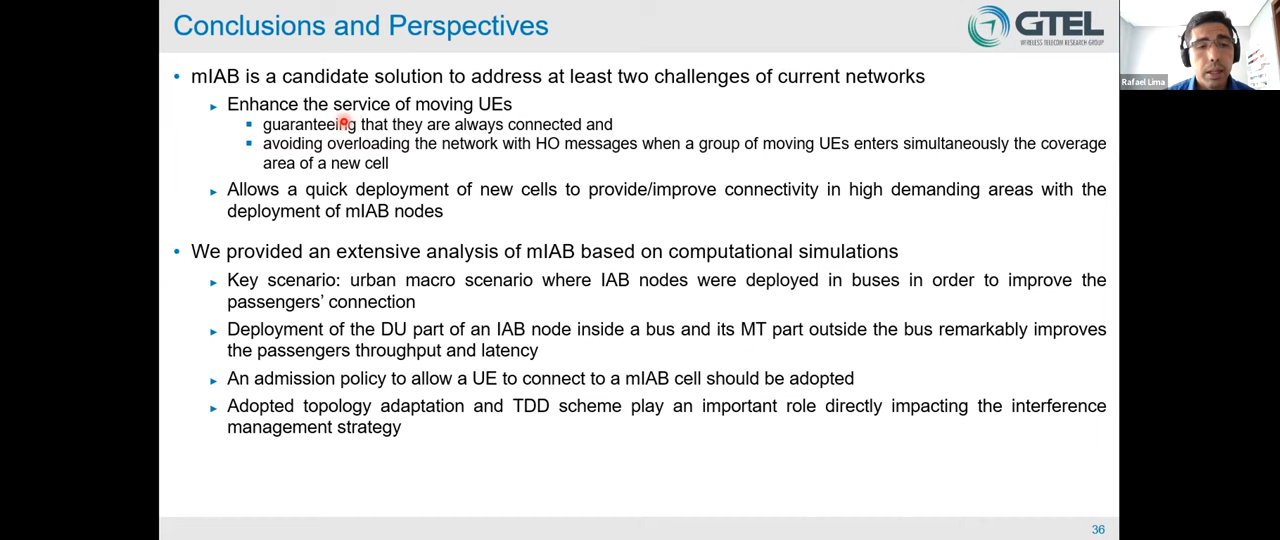 Conclusions and Perspectives
GTEL
WIRELESS TELECOM RESEARCH GROUP
Rafael Lima
• mIAB is a candidate solution to address at least two challenges of current networks
► Enhance the service of moving UEs
▪ guaranteeing that they are always connected and
▪ avoiding overloading the network with HO messages when a group of moving UEs enters simultaneously the coverage
area of a new cell
► Allows a quick deployment of new cells to provide/improve connectivity in high demanding areas with the
deployment of mIAB nodes
• We provided an extensive analysis of mIAB based on computational simulations
► Key scenario: urban macro scenario where IAB nodes were deployed in buses in order to improve the
passengers' connection
► Deployment of the DU part of an IAB node inside a bus and its MT part outside the bus remarkably improves
the passengers throughput and latency
► An admission policy to allow a UE to connect to a mIAB cell should be adopted
► Adopted topology adaptation and TDD scheme play an important role directly impacting the interference
management strategy
36